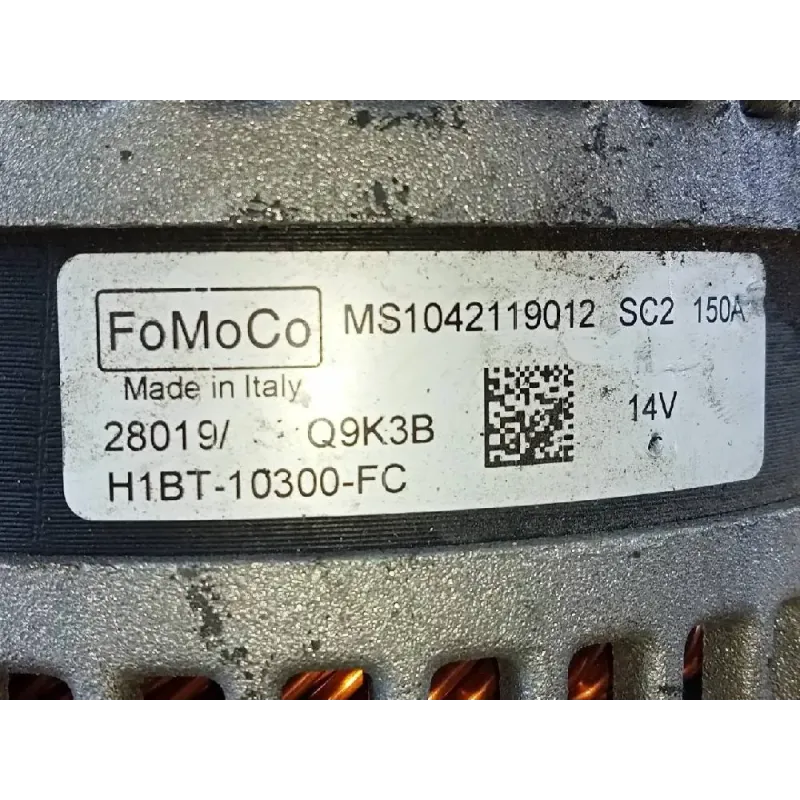 FoMoCo MS1042119012 SC2 150A
Made in Italy 14V
28019/ Q9K3B
H1BT-10300-FC